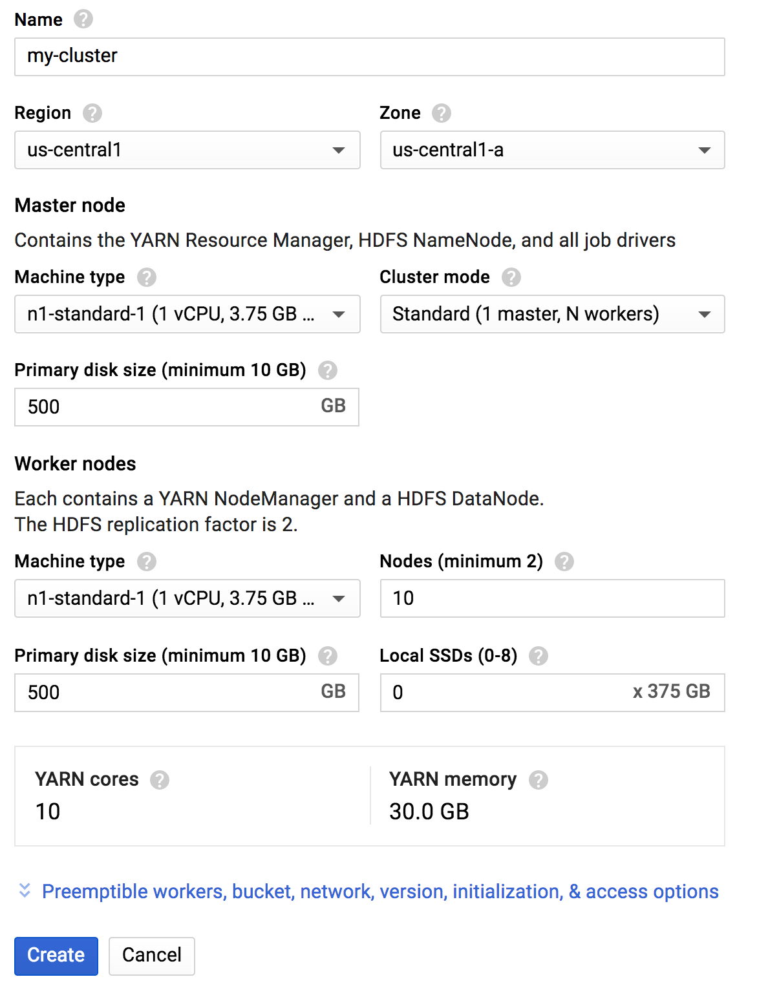 Name ?
my-cluster
Region ? Zone ?
us-central1 us-central1-a
Master node
Contains the YARN Resource Manager, HDFS NameNode, and all job drivers
Machine type ? Cluster mode ?
n1-standard-1 (1 vCPU, 3.75 GB ... Standard (1 master, N workers)
Primary disk size (minimum 10 GB) ?
500 GB
Worker nodes
Each contains a YARN NodeManager and a HDFS DataNode.
The HDFS replication factor is 2.
Machine type ? Nodes (minimum 2) ?
n1-standard-1 (1 vCPU, 3.75 GB ... 10
Primary disk size (minimum 10 GB) ? Local SSDs (0-8) ?
500 GB 0 x 375 GB
YARN cores ? YARN memory ?
10 30.0 GB
Preemptible workers, bucket, network, version, initialization, & access options
Create Cancel